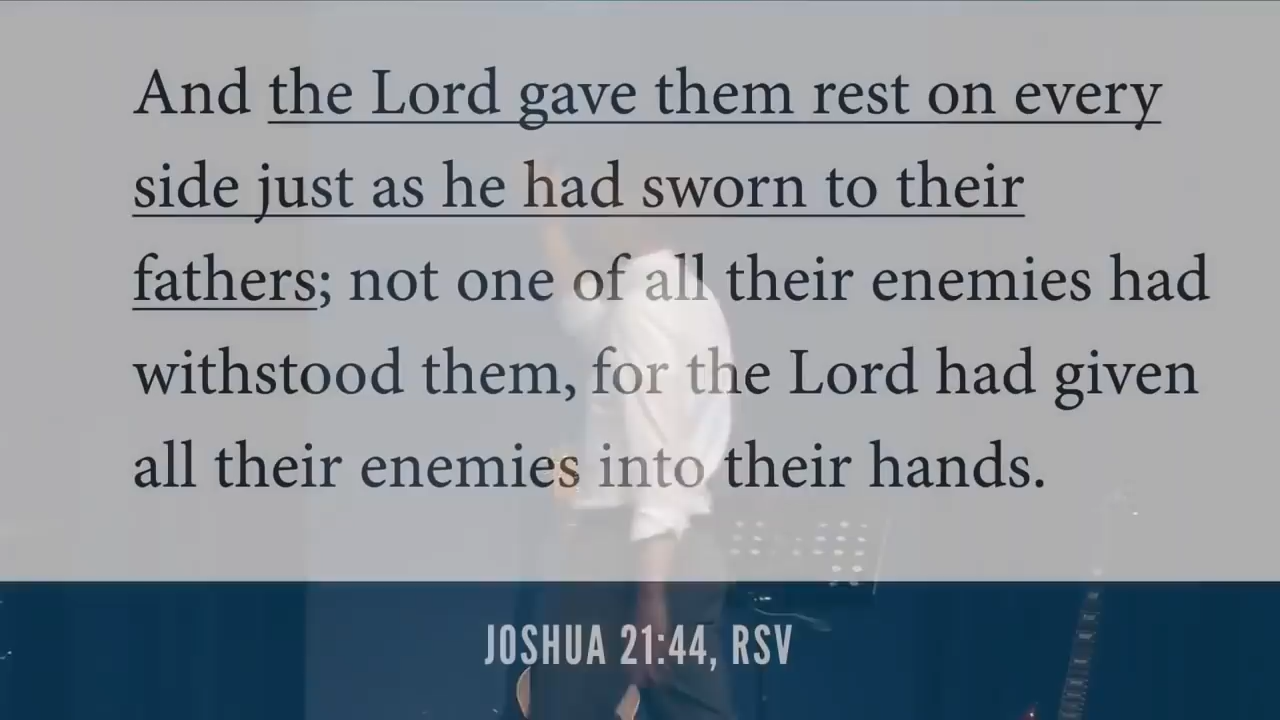 And the Lord gave them rest on every
side just as he had sworn to their
fathers; not one of all their enemies had
withstood them, for the Lord had given
all their enemies into their hands.
JOSHUA 21:44, RSV